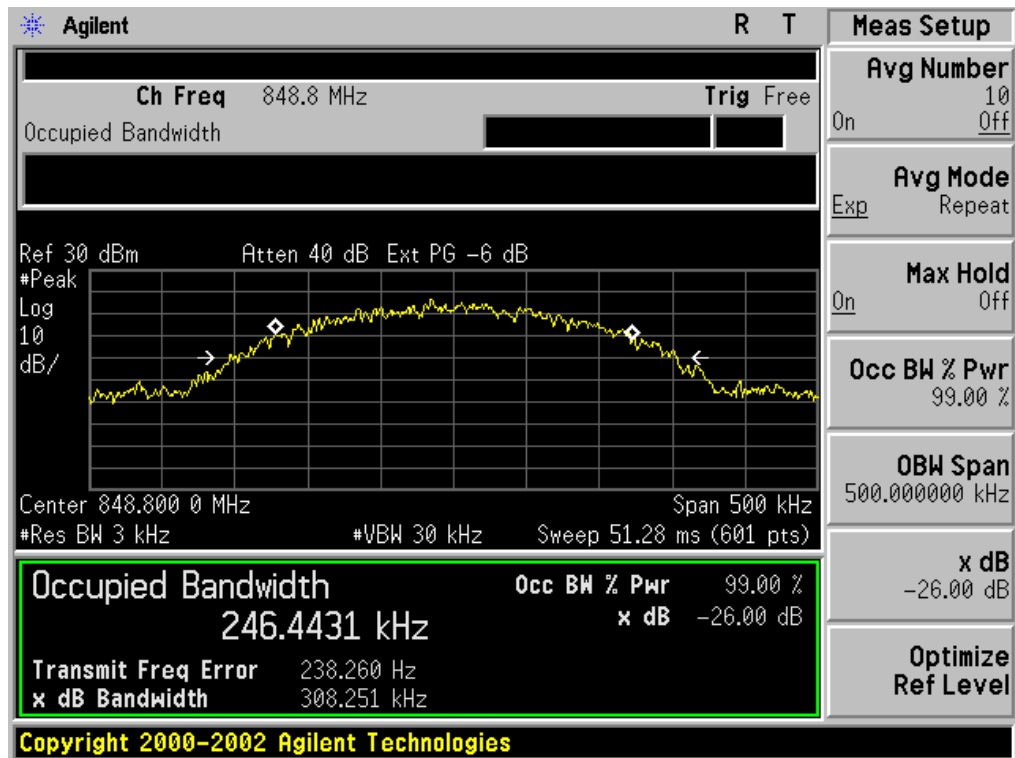 Agilent R T Meas Setup
Ch Freq 848.8 MHz Trig Free
Occupied Bandwidth
Ref 30 dBm Atten 40 dB Ext PG -6 dB
#Peak
Log
10
dB/
Center 848.800 0 MHz Span 500 kHz
#Res BW 3 kHz #VBW 30 kHz Sweep 51.28 ms (601 pts)
Occupied Bandwidth Occ BW % Pwr 99.00 %
246.4431 kHz x dB -26.00 dB
Transmit Freq Error 238.260 Hz
x dB Bandwidth 308.251 kHz
Avg Number
10
On Off
Avg Mode
Exp Repeat
Max Hold
On Off
Occ BW % Pwr
99.00 %
OBW Span
500.000000 kHz
x dB
-26.00 dB
Optimize
Ref Level
Copyright 2000-2002 Agilent Technologies